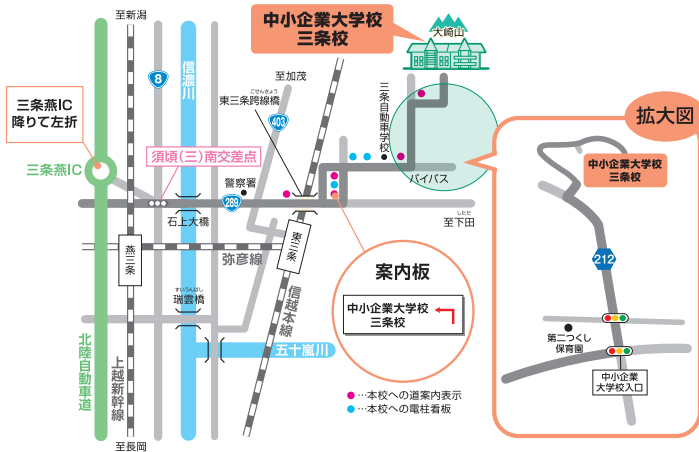 至新潟
中小企業大学校
三条校
大崎山
8
信濃川
至加茂
こせんきょう
東三条跨線橋
403
三条自動車学校
拡大図
三条燕IC
降りて左折
三条燕IC
須頃(三)南交差点
警察署
289
石上大橋
バイパス
しただ
至下田
中小企業大学校
三条校
212
燕三条
弥彦線
東三条
すいうんばし
瑞雲橋
信越本線
案内板
中小企業大学校
三条校
第二つくし
保育園
中小企業
大学校入口
北陸自動車道
上越新幹線
五十嵐川
●…本校への道案内表示
●…本校への電柱看板
至長岡